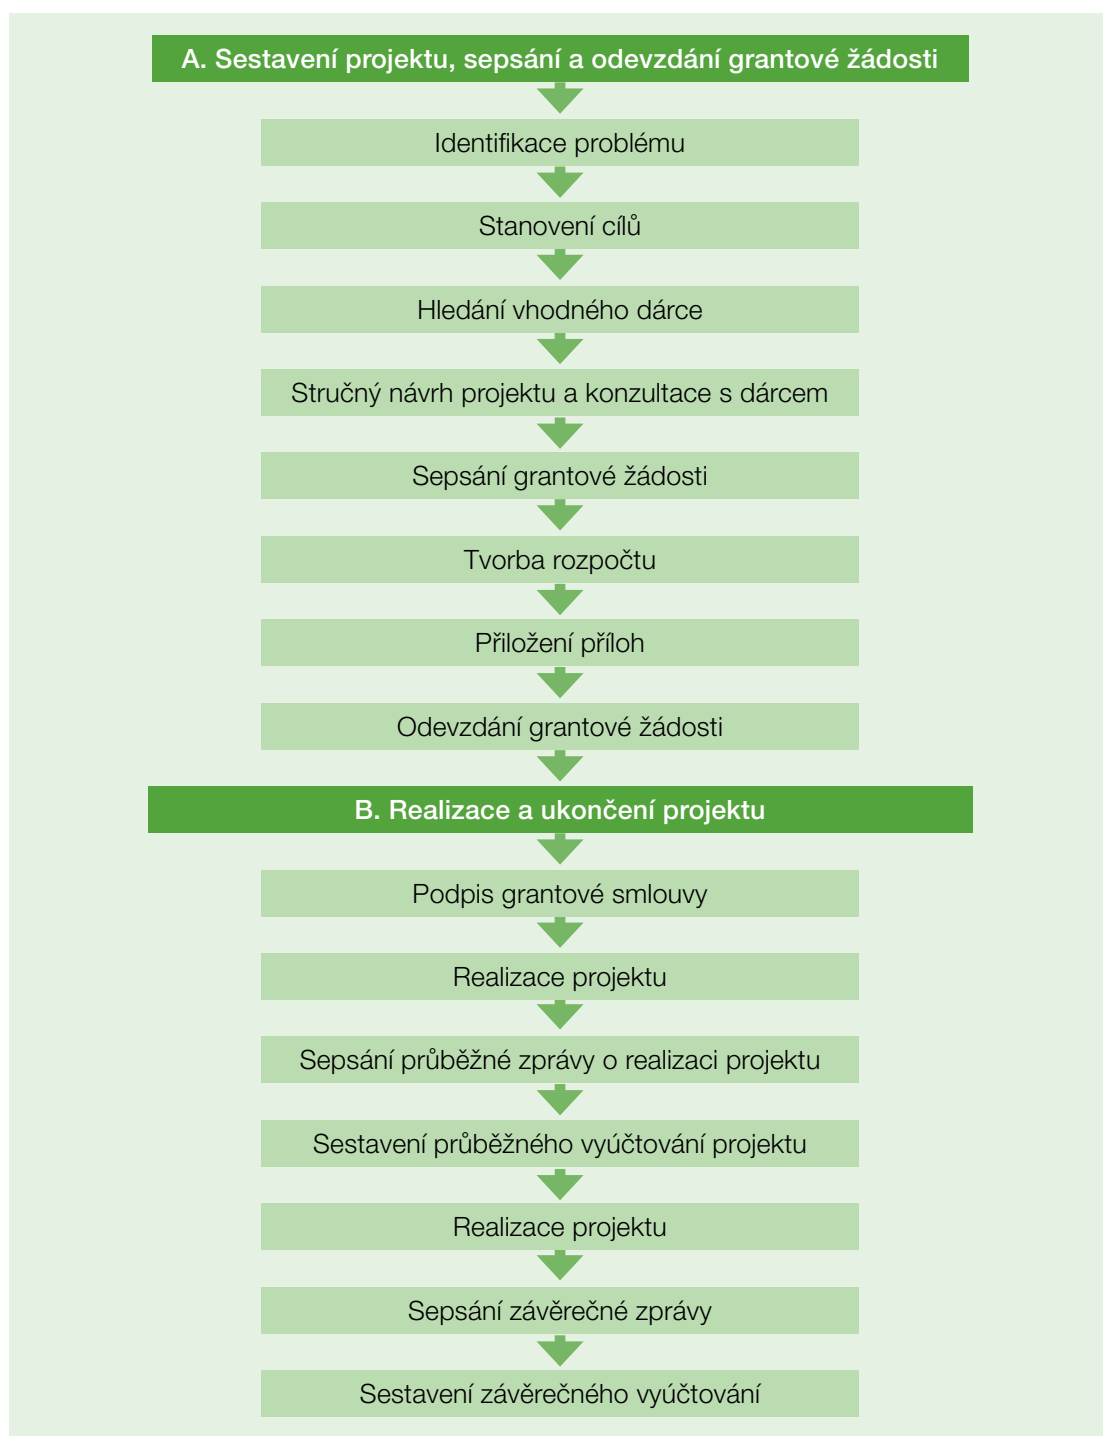 A. Sestavení projektu, sepsání a odevzdání grantové žádosti
Identifikace problému
Stanovení cílů
Hledání vhodného dárce
Stručný návrh projektu a konzultace s dárcem
Sepsání grantové žádosti
Tvorba rozpočtu
Přiložení příloh
Odevzdání grantové žádosti
B. Realizace a ukončení projektu
Podpis grantové smlouvy
Realizace projektu
Sepsání průběžné zprávy o realizaci projektu
Sestavení průběžného vyúčtování projektu
Realizace projektu
Sepsání závěrečné zprávy
Sestavení závěrečného vyúčtování